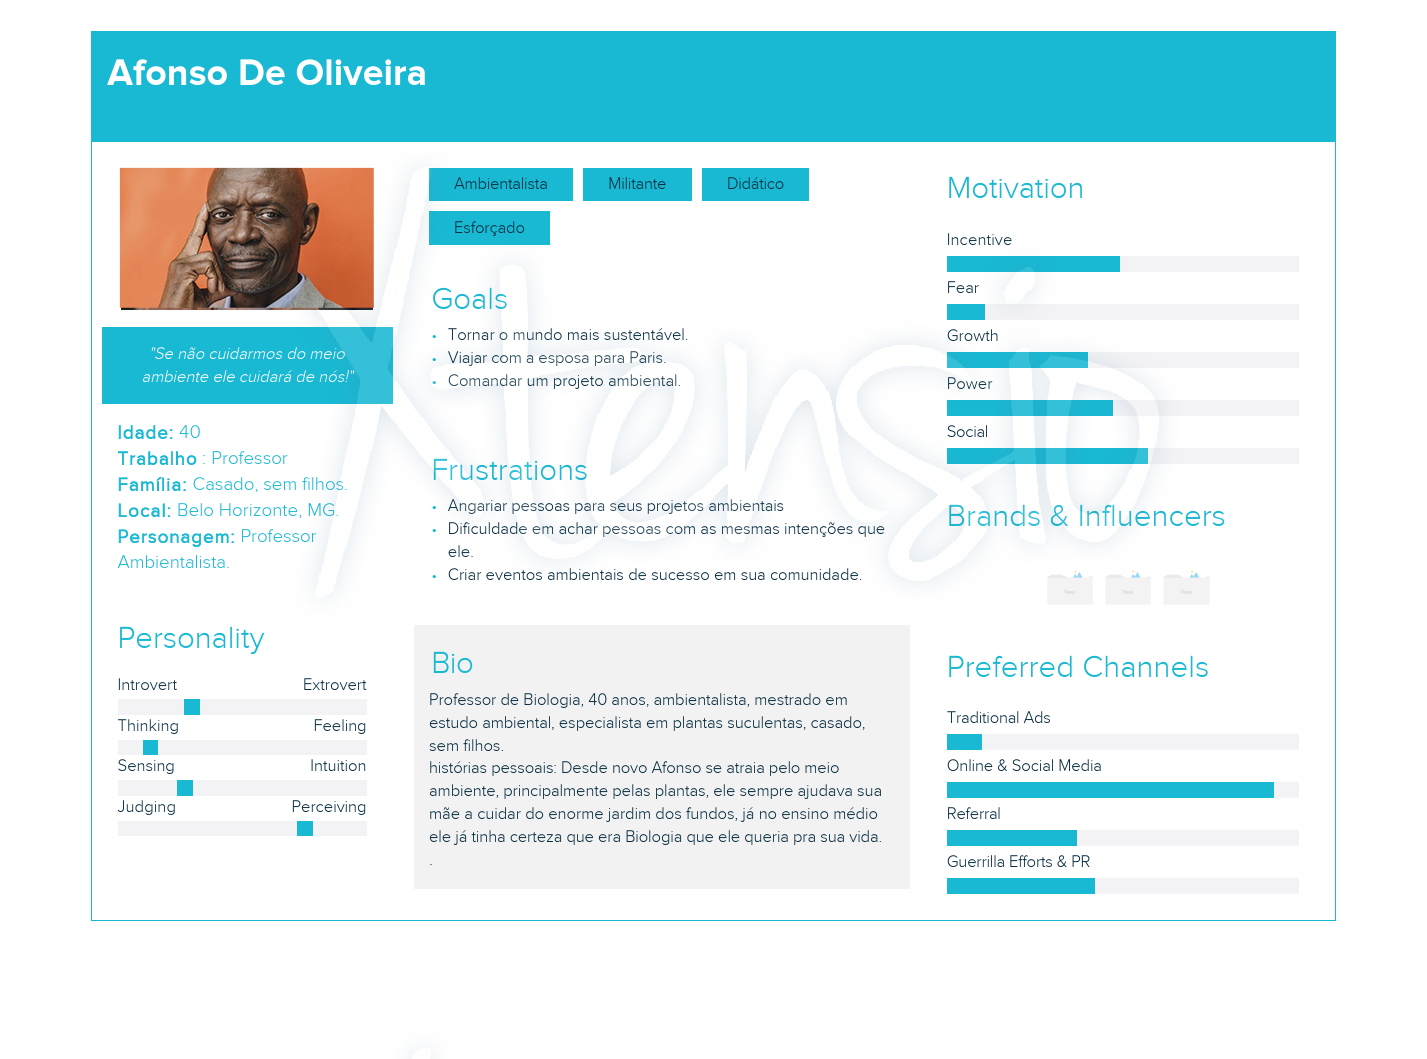 Afonso De Oliveira
"Se não cuidarmos do meio
ambiente ele cuidará de nós!"
Idade: 40
Trabalho : Professor
Família: Casado, sem filhos.
Local: Belo Horizonte, MG.
Personagem: Professor
Ambientalista.
Personality
Introvert Extrovert
Thinking Feeling
Sensing Intuition
Judging Perceiving
Ambientalista Militante Didático
Esforçado
Goals
Tornar o mundo mais sustentável.
Viajar com a esposa para Paris.
Comandar um projeto ambiental.
Frustrations
Angariar pessoas para seus projetos ambientais
Dificuldade em achar pessoas com as mesmas intenções que
ele.
Criar eventos ambientais de sucesso em sua comunidade.
Bio
Professor de Biologia, 40 anos, ambientalista, mestrado em
estudo ambiental, especialista em plantas suculentas, casado,
sem filhos.
histórias pessoais: Desde novo Afonso se atraia pelo meio
ambiente, principalmente pelas plantas, ele sempre ajudava sua
mãe a cuidar do enorme jardim dos fundos, já no ensino médio
ele já tinha certeza que era Biologia que ele queria pra sua vida.
.
Motivation
Incentive
Fear
Growth
Power
Social
Brands & Influencers
Preferred Channels
Traditional Ads
Online & Social Media
Referral
Guerrilla Efforts & PR
Xtensio